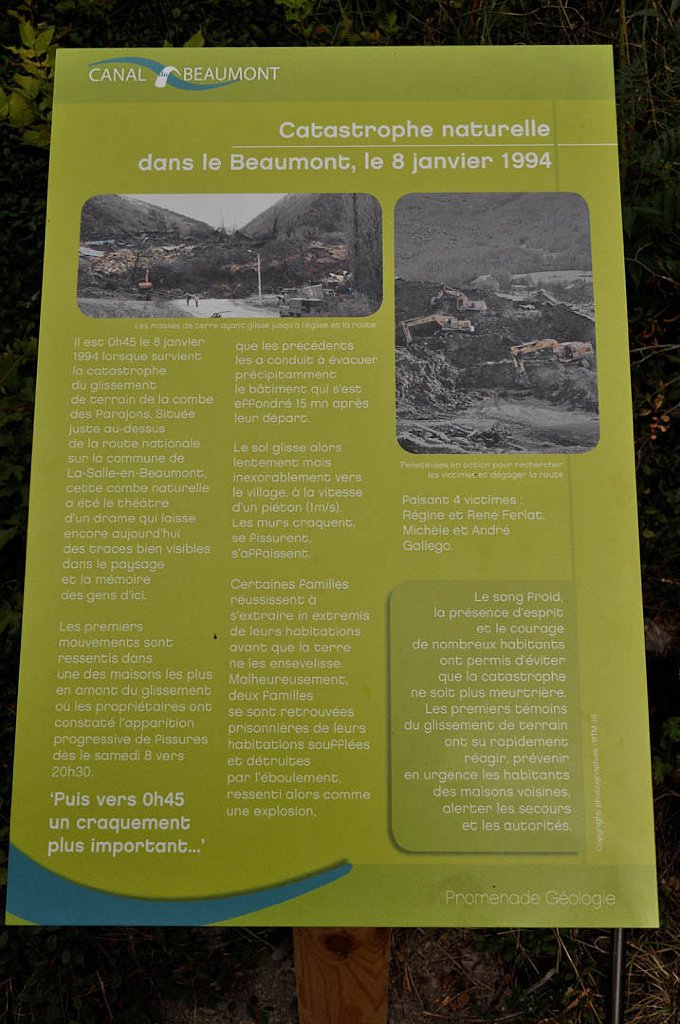 CANAL du BEAUMONT
Catastrophe naturelle
dans le Beaumont, le 8 janvier 1994
Les masses de terre ayant glissé jusqu'à l'église et la route
Il est 0h45 le 8 janvier
1994 lorsque survient
la catastrophe
du glissement
de terrain de la combe
des Parajons. Située
juste au-dessus
de la route nationale
sur la commune de
La-Salle-en-Beaumont,
cette combe naturelle
a été le théâtre
d'un drame qui laisse
encore aujourd'hui
des traces bien visibles
dans le paysage
et la mémoire
des gens d'ici.
Les premiers
mouvements sont
ressentis dans
une des maisons les plus
en amont du glissement
où les propriétaires ont
constaté l'apparition
progressive de fissures
dès le samedi 8 vers
20h30.
'Puis vers 0h45
un craquement
plus important...'
que les précédents
les a conduit à évacuer
précipitamment
le bâtiment qui s'est
effondré 15 mn après
leur départ.
Le sol glisse alors
lentement mais
inexorablement vers
le village, à la vitesse
d'un piéton (1m/s).
Les murs craquent,
se fissurent,
s'affaissent.
Certaines familles
réussissent à
s'extraire in extremis
de leurs habitations
avant que la terre
ne les ensevelisse.
Malheureusement,
deux familles
se sont retrouvées
prisonnières de leurs
habitations soufflées
et détruites
par l'éboulement,
ressenti alors comme
une explosion,
Pelleteuses en action pour rechercher
les victimes et dégager la route
faisant 4 victimes :
Régine et René Ferlat,
Michèle et André
Gallego.
Le sang froid,
la présence d'esprit
et le courage
de nombreux habitants
ont permis d'éviter
que la catastrophe
ne soit plus meurtrière.
Les premiers témoins
du glissement de terrain
ont su rapidement
réagir, prévenir
en urgence les habitants
des maisons voisines,
alerter les secours
et les autorités.
Copyright photographies : RTM 38
Promenade Géologie